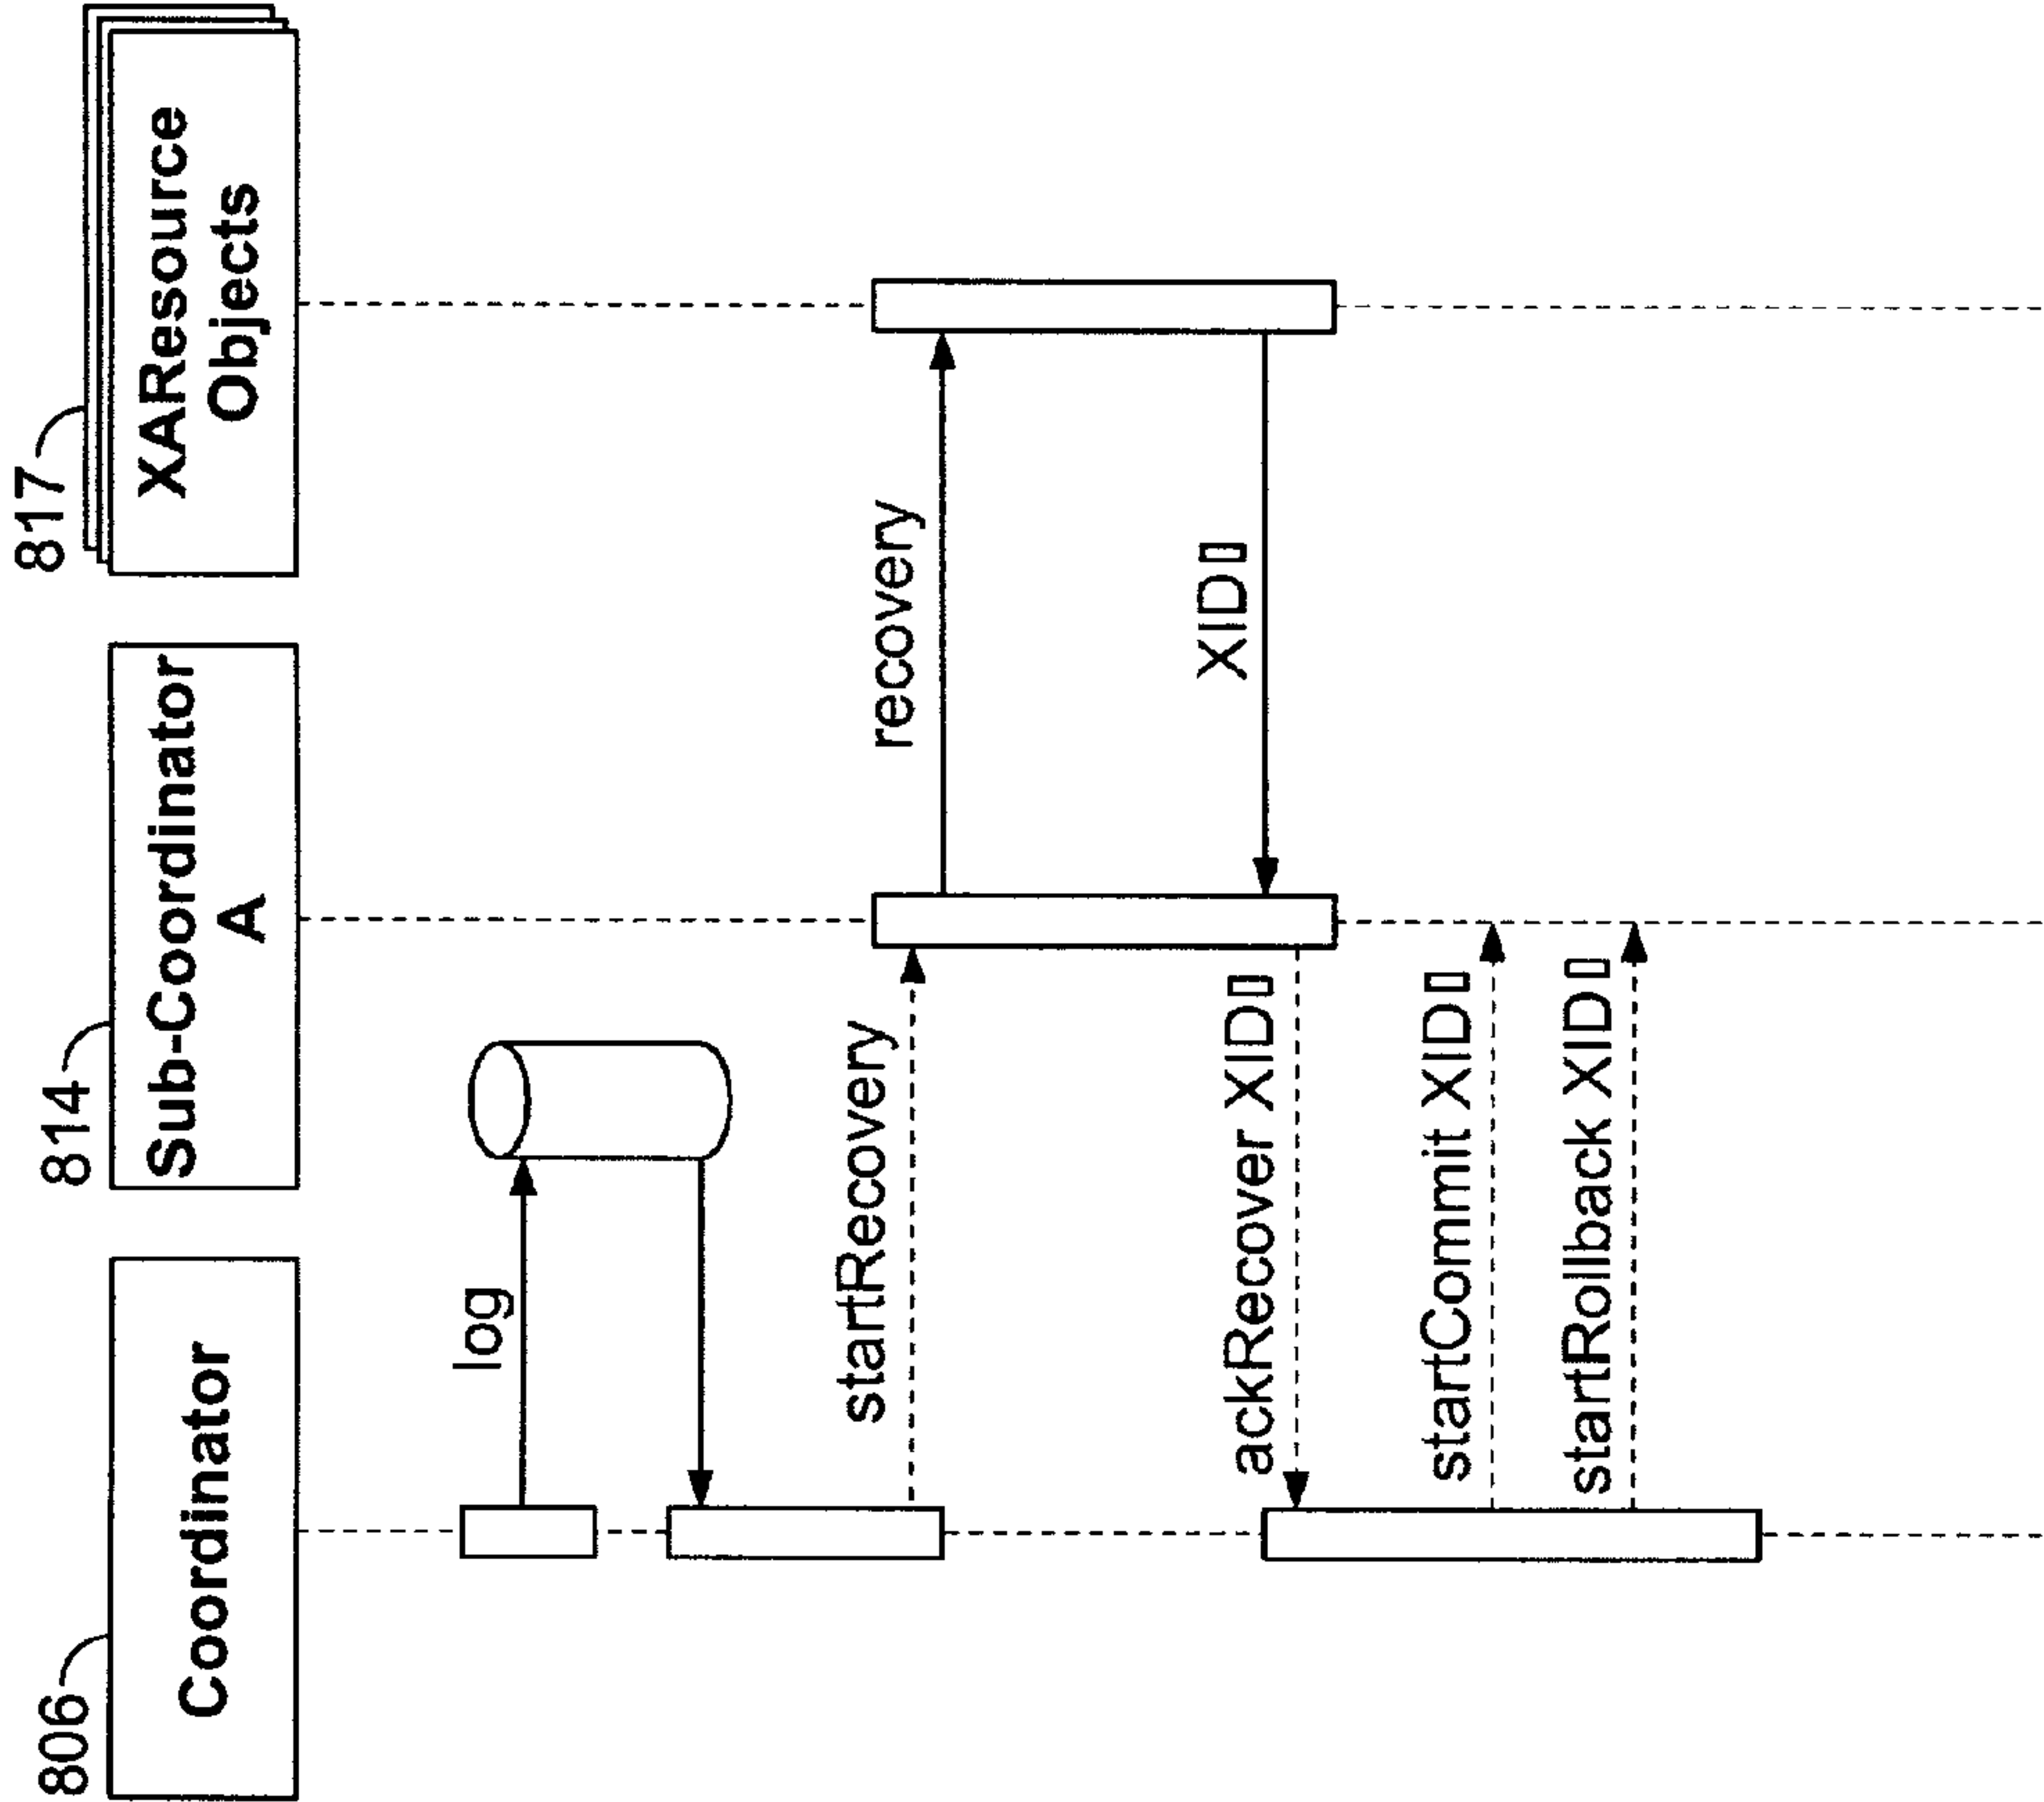 806
Coordinator
814
Sub-Coordinator
A
817
XAResource
Objects
log
startRecovery
recovery
XID[]
ackRecover XID[]
startCommit XID[]
startRollback XID[]